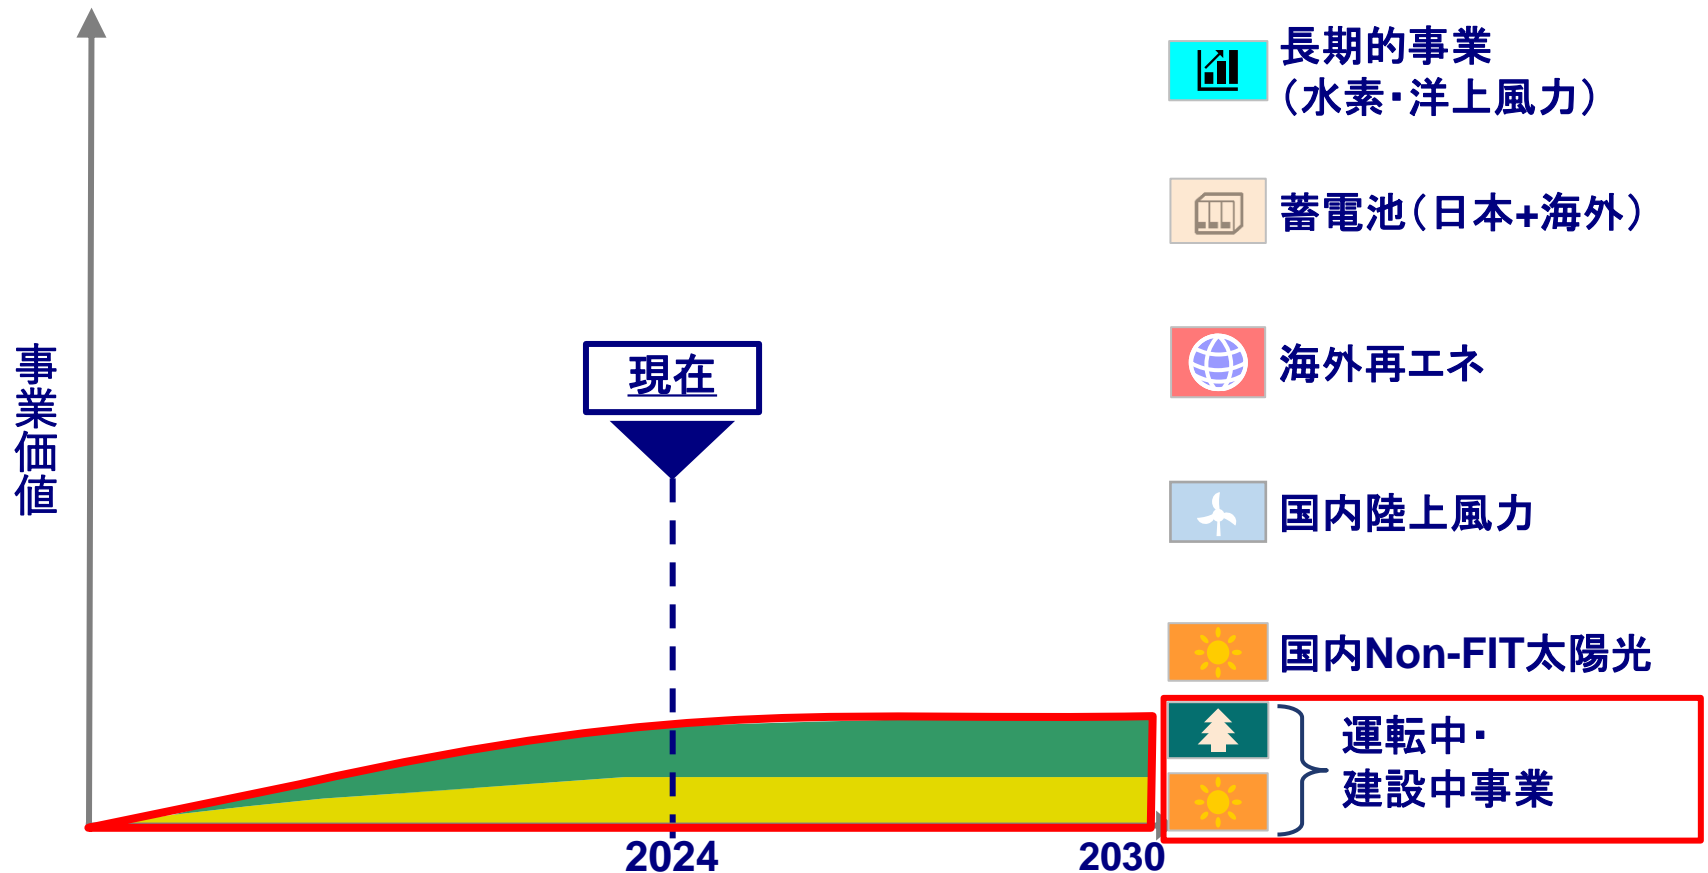 長期的事業
（水素・洋上風力）
蓄電池（日本+海外）
事業価値
現在
海外再エネ
国内陸上風力
国内Non-FIT太陽光
運転中・
建設中事業
2024
2030